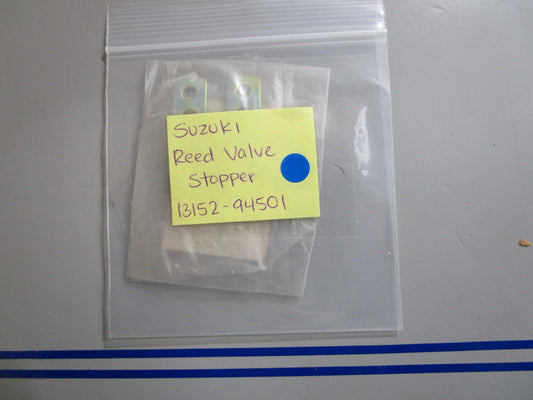 Suzuki
Reed Valve
Stopper
13152-94501